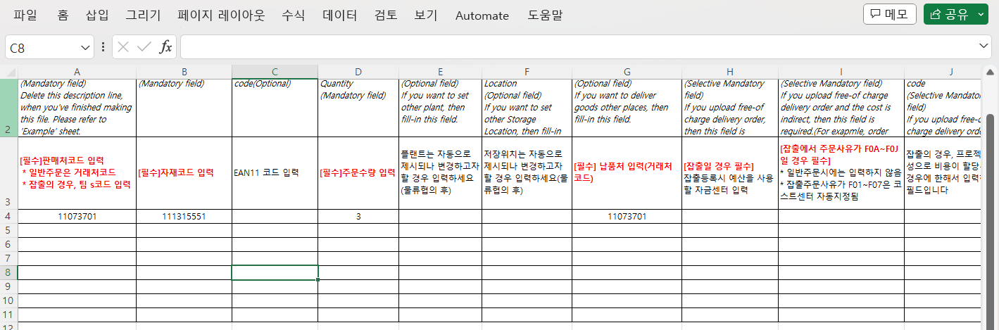 파일 홈 삽입 그리기 페이지 레이아웃 수식 데이터 검토 보기 Automate 도움말 메모 공유
C8 fx
A B C D E F G H I J
2
(Mandatory field)
Delete this description line,
when you've finished making
this file. Please refer to
'Example' sheet.
(Mandatory field)
code(Optional)
Quantity
(Mandatory field)
(Optional field)
If you want to set
other plant, then
fill-in this field.
Location
(Optional field)
If you want to set
other Storage
Location, then fill-in
(Optional field)
If you want to deliver
goods other places, then
fill-in this field.
(Selective Mandatory
field)
If you upload free-of
charge delivery order,
then this field is
(Selective Mandatory field)
If you upload free-of charge
delivery order and the cost is
indirect, then this field is
required.(For exapmle, order
code
(Selective Mandator
field)
If you upload free-o
charge delivery orde
3
[필수]판매처코드 입력
* 일반주문은 거래처코드
* 잡출의 경우, 팀 s코드 입력
[필수]자재코드 입력
EAN11 코드 입력
[필수]주문수량 입력
플랜트는 자동으로
제시되나 변경하고자
할 경우 입력하세요
(물류협의 후)
저장위치는 자동으로
제시되나 변경하고자
할 경우 입력하세요(물
류협의 후)
[필수] 납품처 입력(거래처
코드)
[잡출일 경우 필수]
잡출등록시 예산을 사용
할 자금센터 입력
[잡출에서 주문사유가 F0A~F0J
일 경우 필수]
* 일반주문시에는 입력하지 않음
* 잡출주문사유가 F01~F07은 코
스트센터 자동지정됨
잡출의 경우, 프로젝
성으로 비용이 할당
경우에 한해서 입력
필드입니다
4 11073701 111315551 3 11073701
5
6
7
8
9
10
11
12